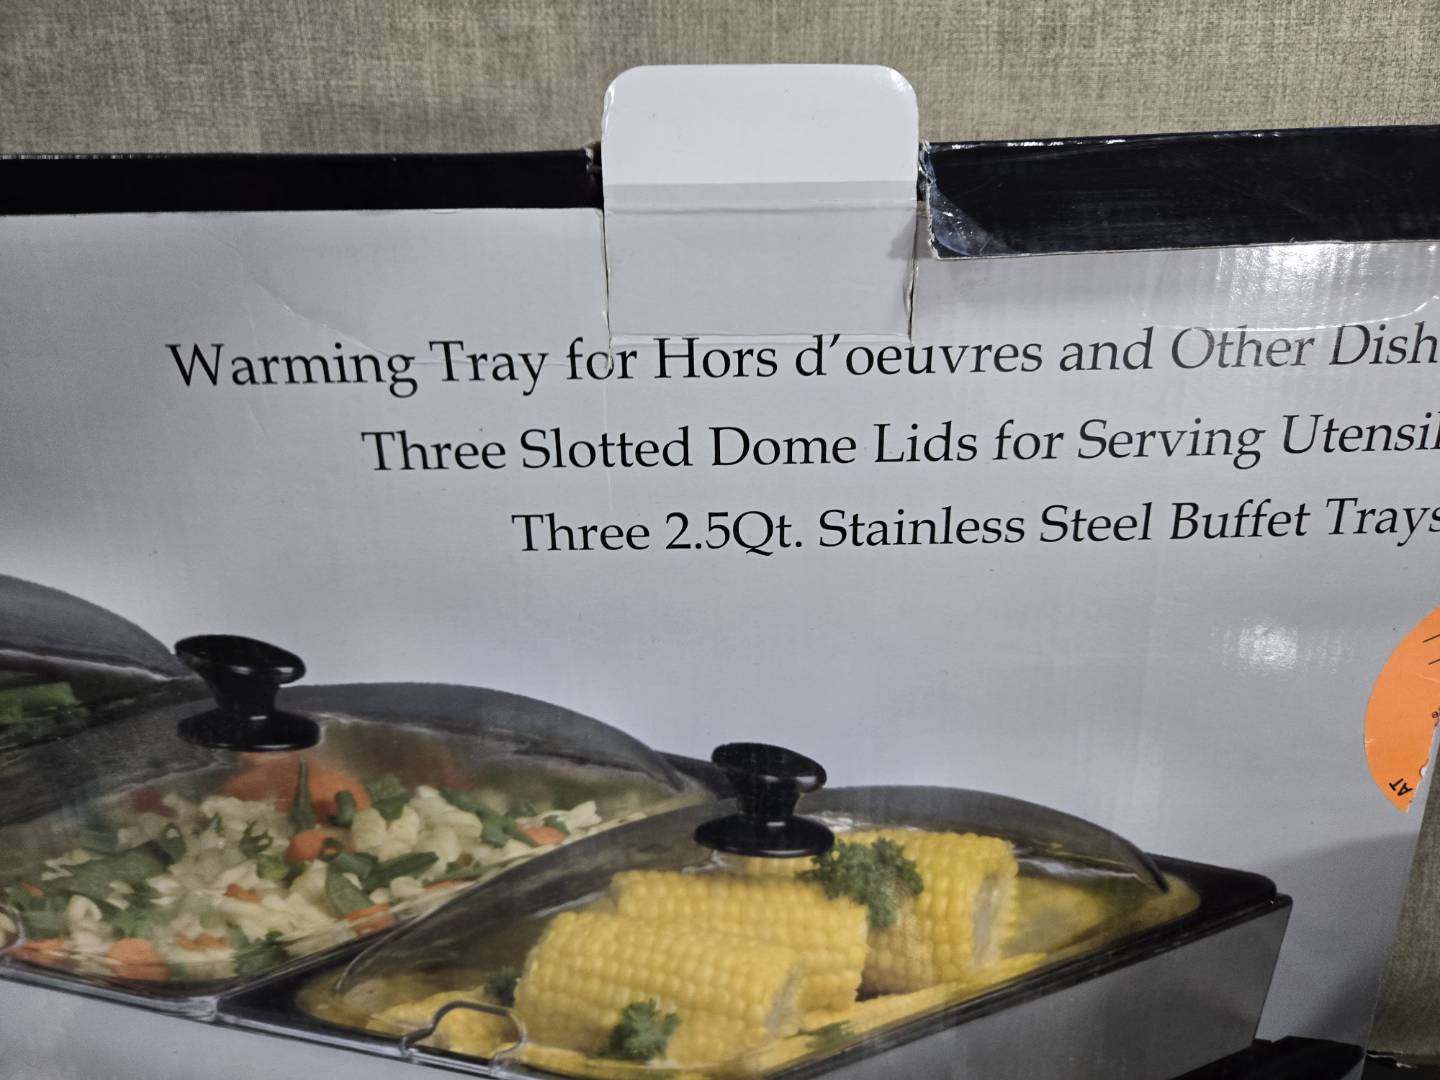 Warming Tray for Hors d'oeuvres and Other Dish
Three Slotted Dome Lids for Serving Utensil
Three 2.5Qt. Stainless Steel Buffet Trays
AT